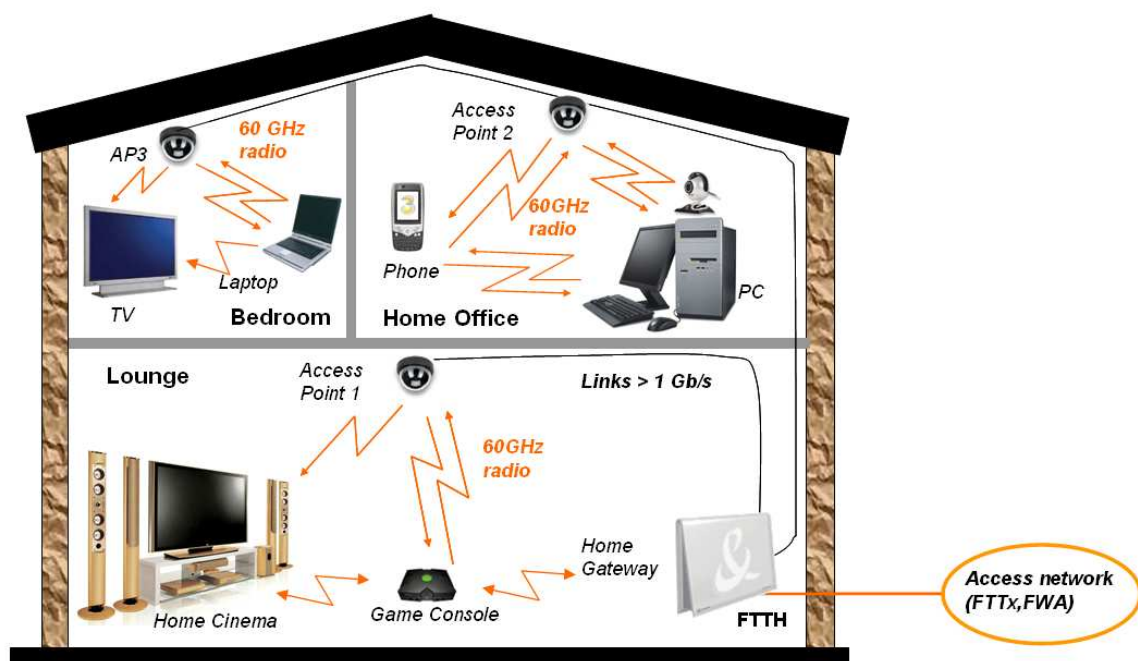 Access
Point 2
60 GHz
radio
AP3
60GHz
radio
Phone
Laptop
PC
TV
Bedroom
Home Office
Lounge
Access
Point 1
Links > 1 Gb/s
60GHz
radio
Home
Gateway
&
Access network
(FTTx,FWA)
Home Cinema
Game Console
FTTH
3